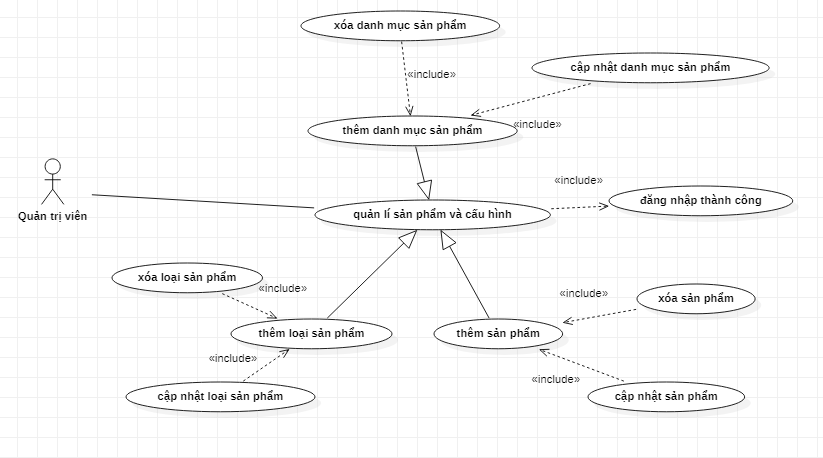 xóa danh mục sản phẩm
«include»
cập nhật danh mục sản phẩm
thêm danh mục sản phẩm
«include»
Quản trị viên
quản lí sản phẩm và cấu hình
«include»
đăng nhập thành công
xóa loại sản phẩm
«include»
thêm loại sản phẩm
«include»
cập nhật loại sản phẩm
«include»
xóa sản phẩm
thêm sản phẩm
«include»
cập nhật sản phẩm